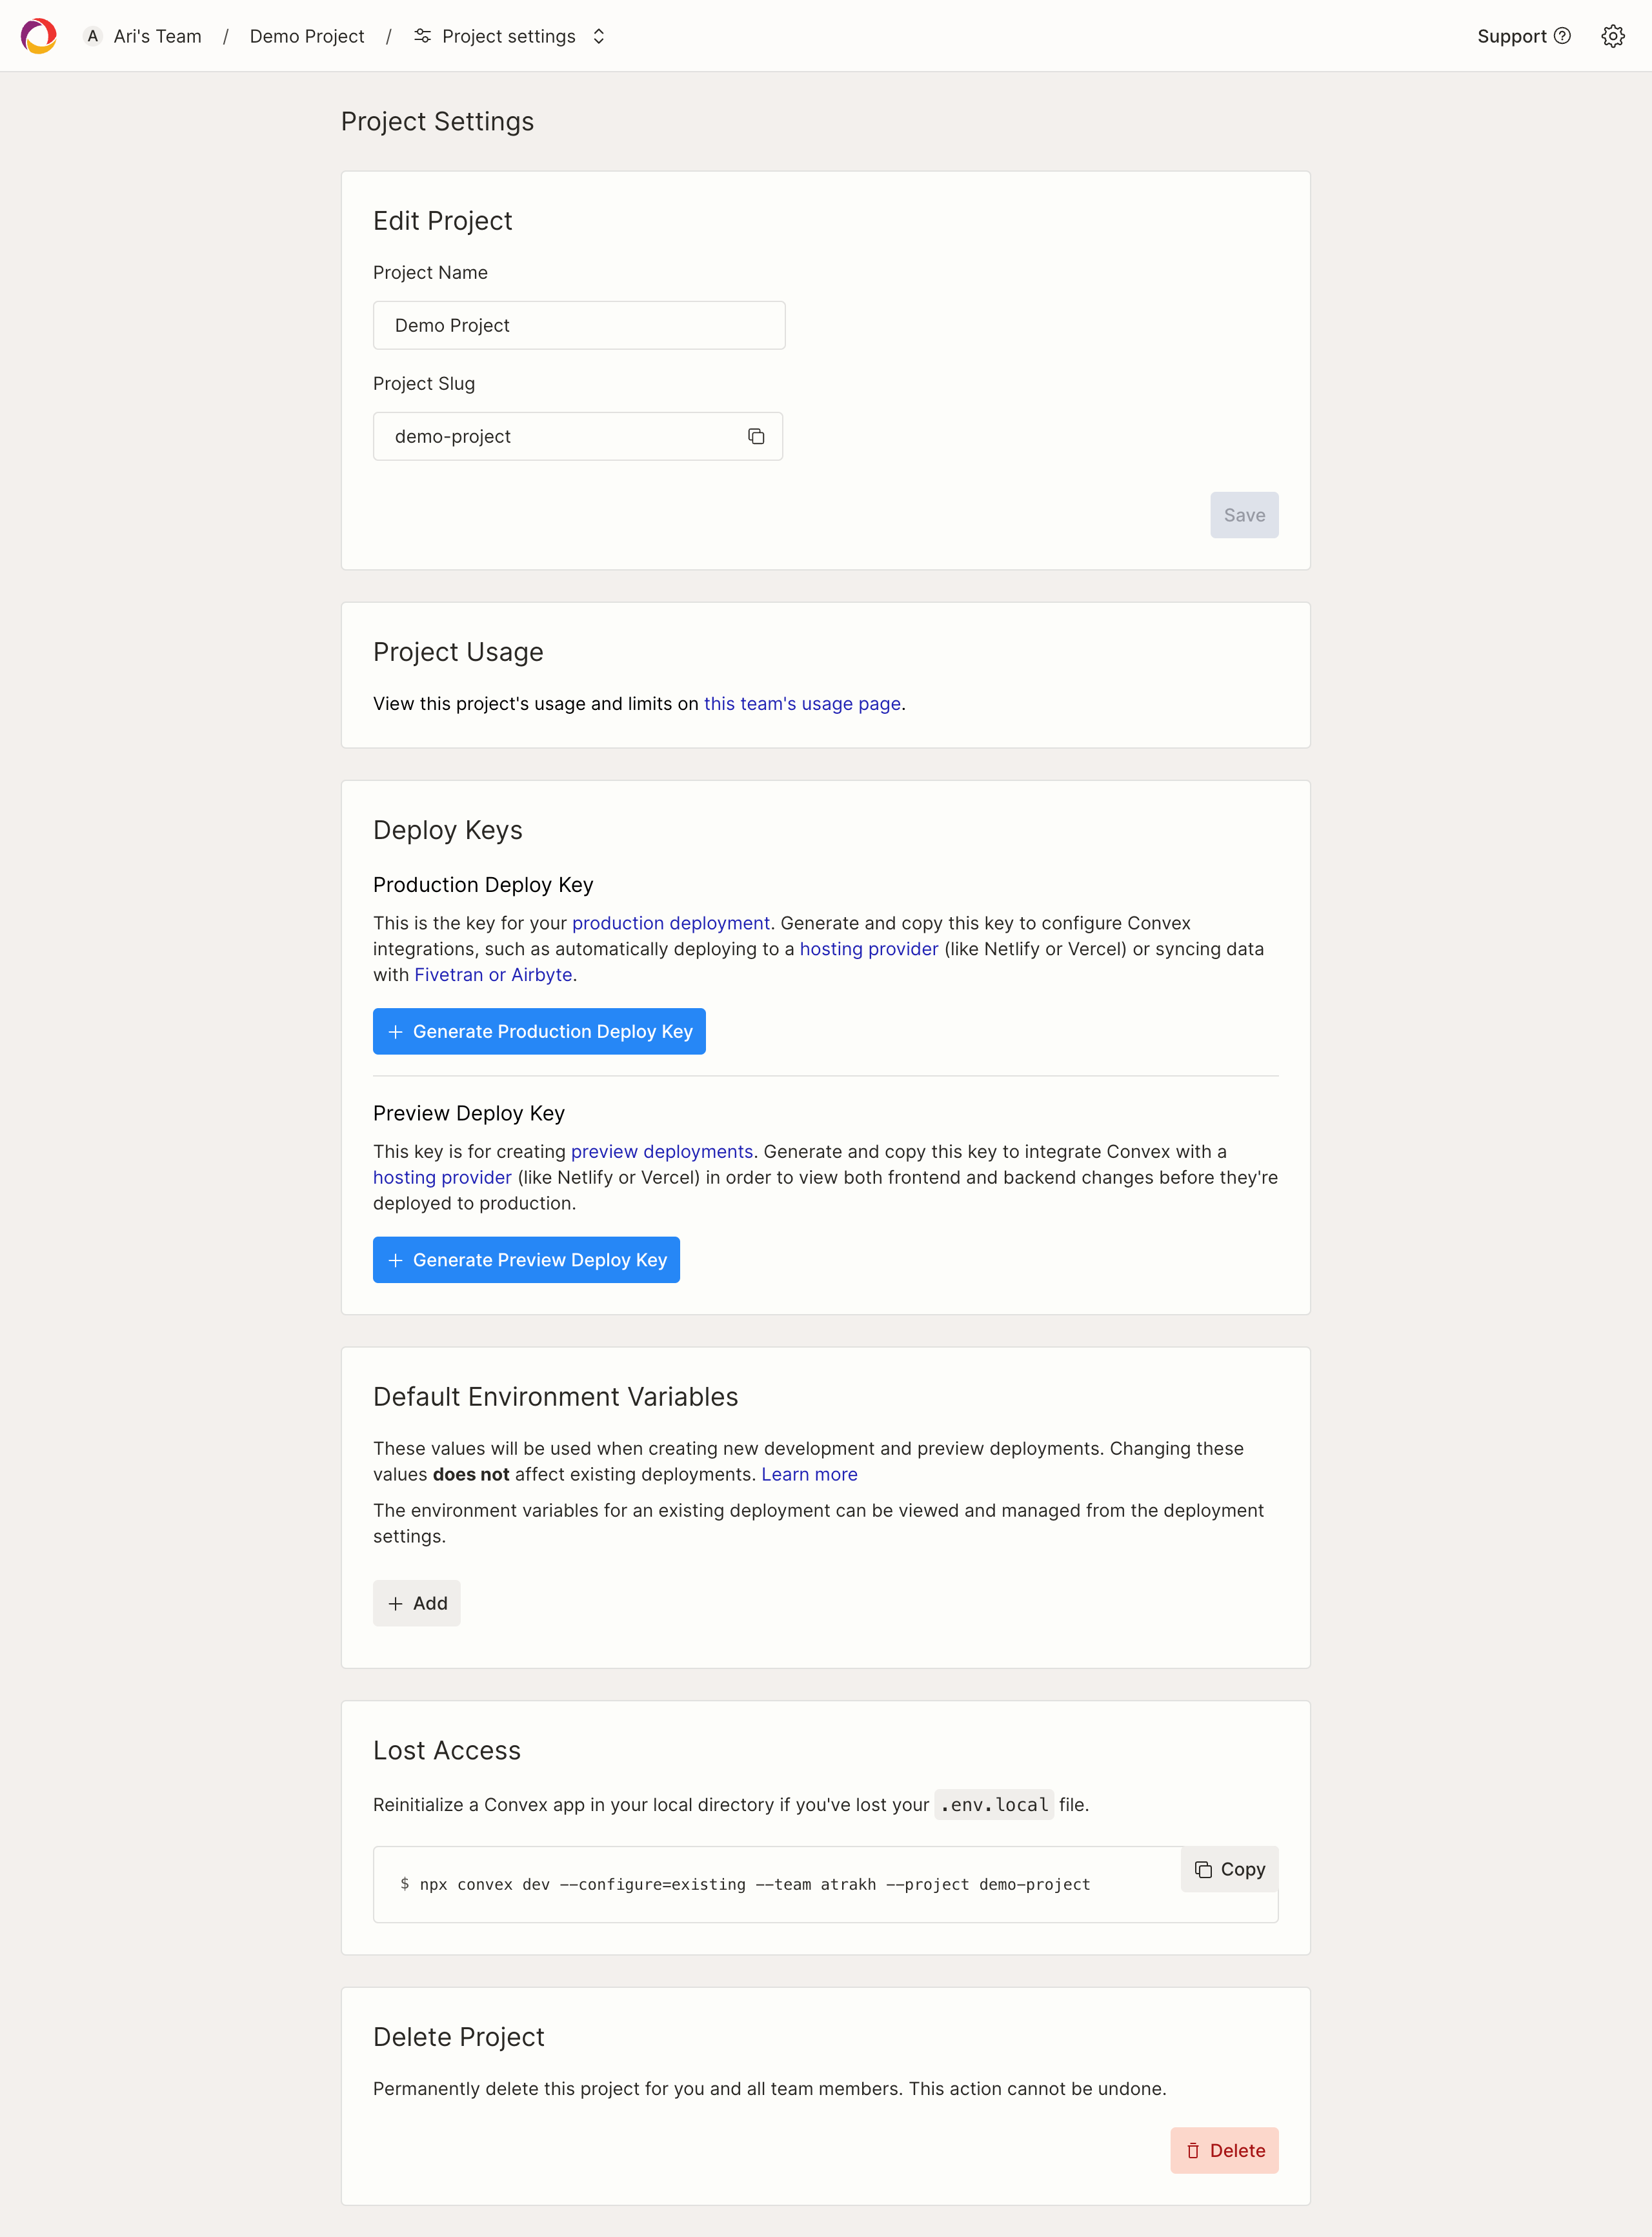 A Ari's Team / Demo Project / Project settings
Support
Project Settings
Edit Project
Project Name
Demo Project
Project Slug
demo-project
Save
Project Usage
View this project's usage and limits on this team's usage page.
Deploy Keys
Production Deploy Key
This is the key for your production deployment. Generate and copy this key to configure Convex
integrations, such as automatically deploying to a hosting provider (like Netlify or Vercel) or syncing data
with Fivetran or Airbyte.
+ Generate Production Deploy Key
Preview Deploy Key
This key is for creating preview deployments. Generate and copy this key to integrate Convex with a
hosting provider (like Netlify or Vercel) in order to view both frontend and backend changes before they're
deployed to production.
+ Generate Preview Deploy Key
Default Environment Variables
These values will be used when creating new development and preview deployments. Changing these
values does not affect existing deployments. Learn more
The environment variables for an existing deployment can be viewed and managed from the deployment
settings.
+ Add
Lost Access
Reinitialize a Convex app in your local directory if you've lost your .env.local file.
Copy
$ npx convex dev --configure=existing --team atrakh --project demo-project
Delete Project
Permanently delete this project for you and all team members. This action cannot be undone.
Delete